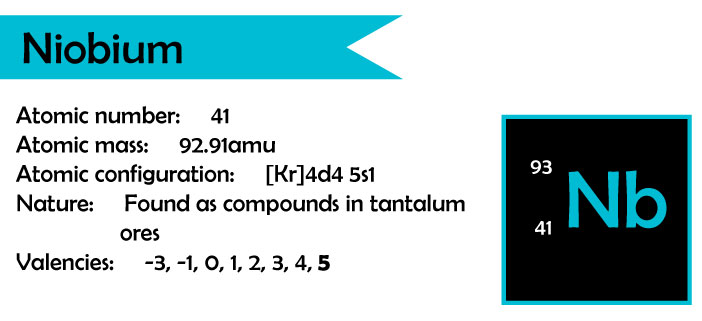 Niobium
Atomic number: 41
Atomic mass: 92.91amu
Atomic configuration: [Kr]4d4 5s1
Nature: Found as compounds in tantalum
ores
Valencies: -3, -1, 0, 1, 2, 3, 4, 5
93
Nb
41